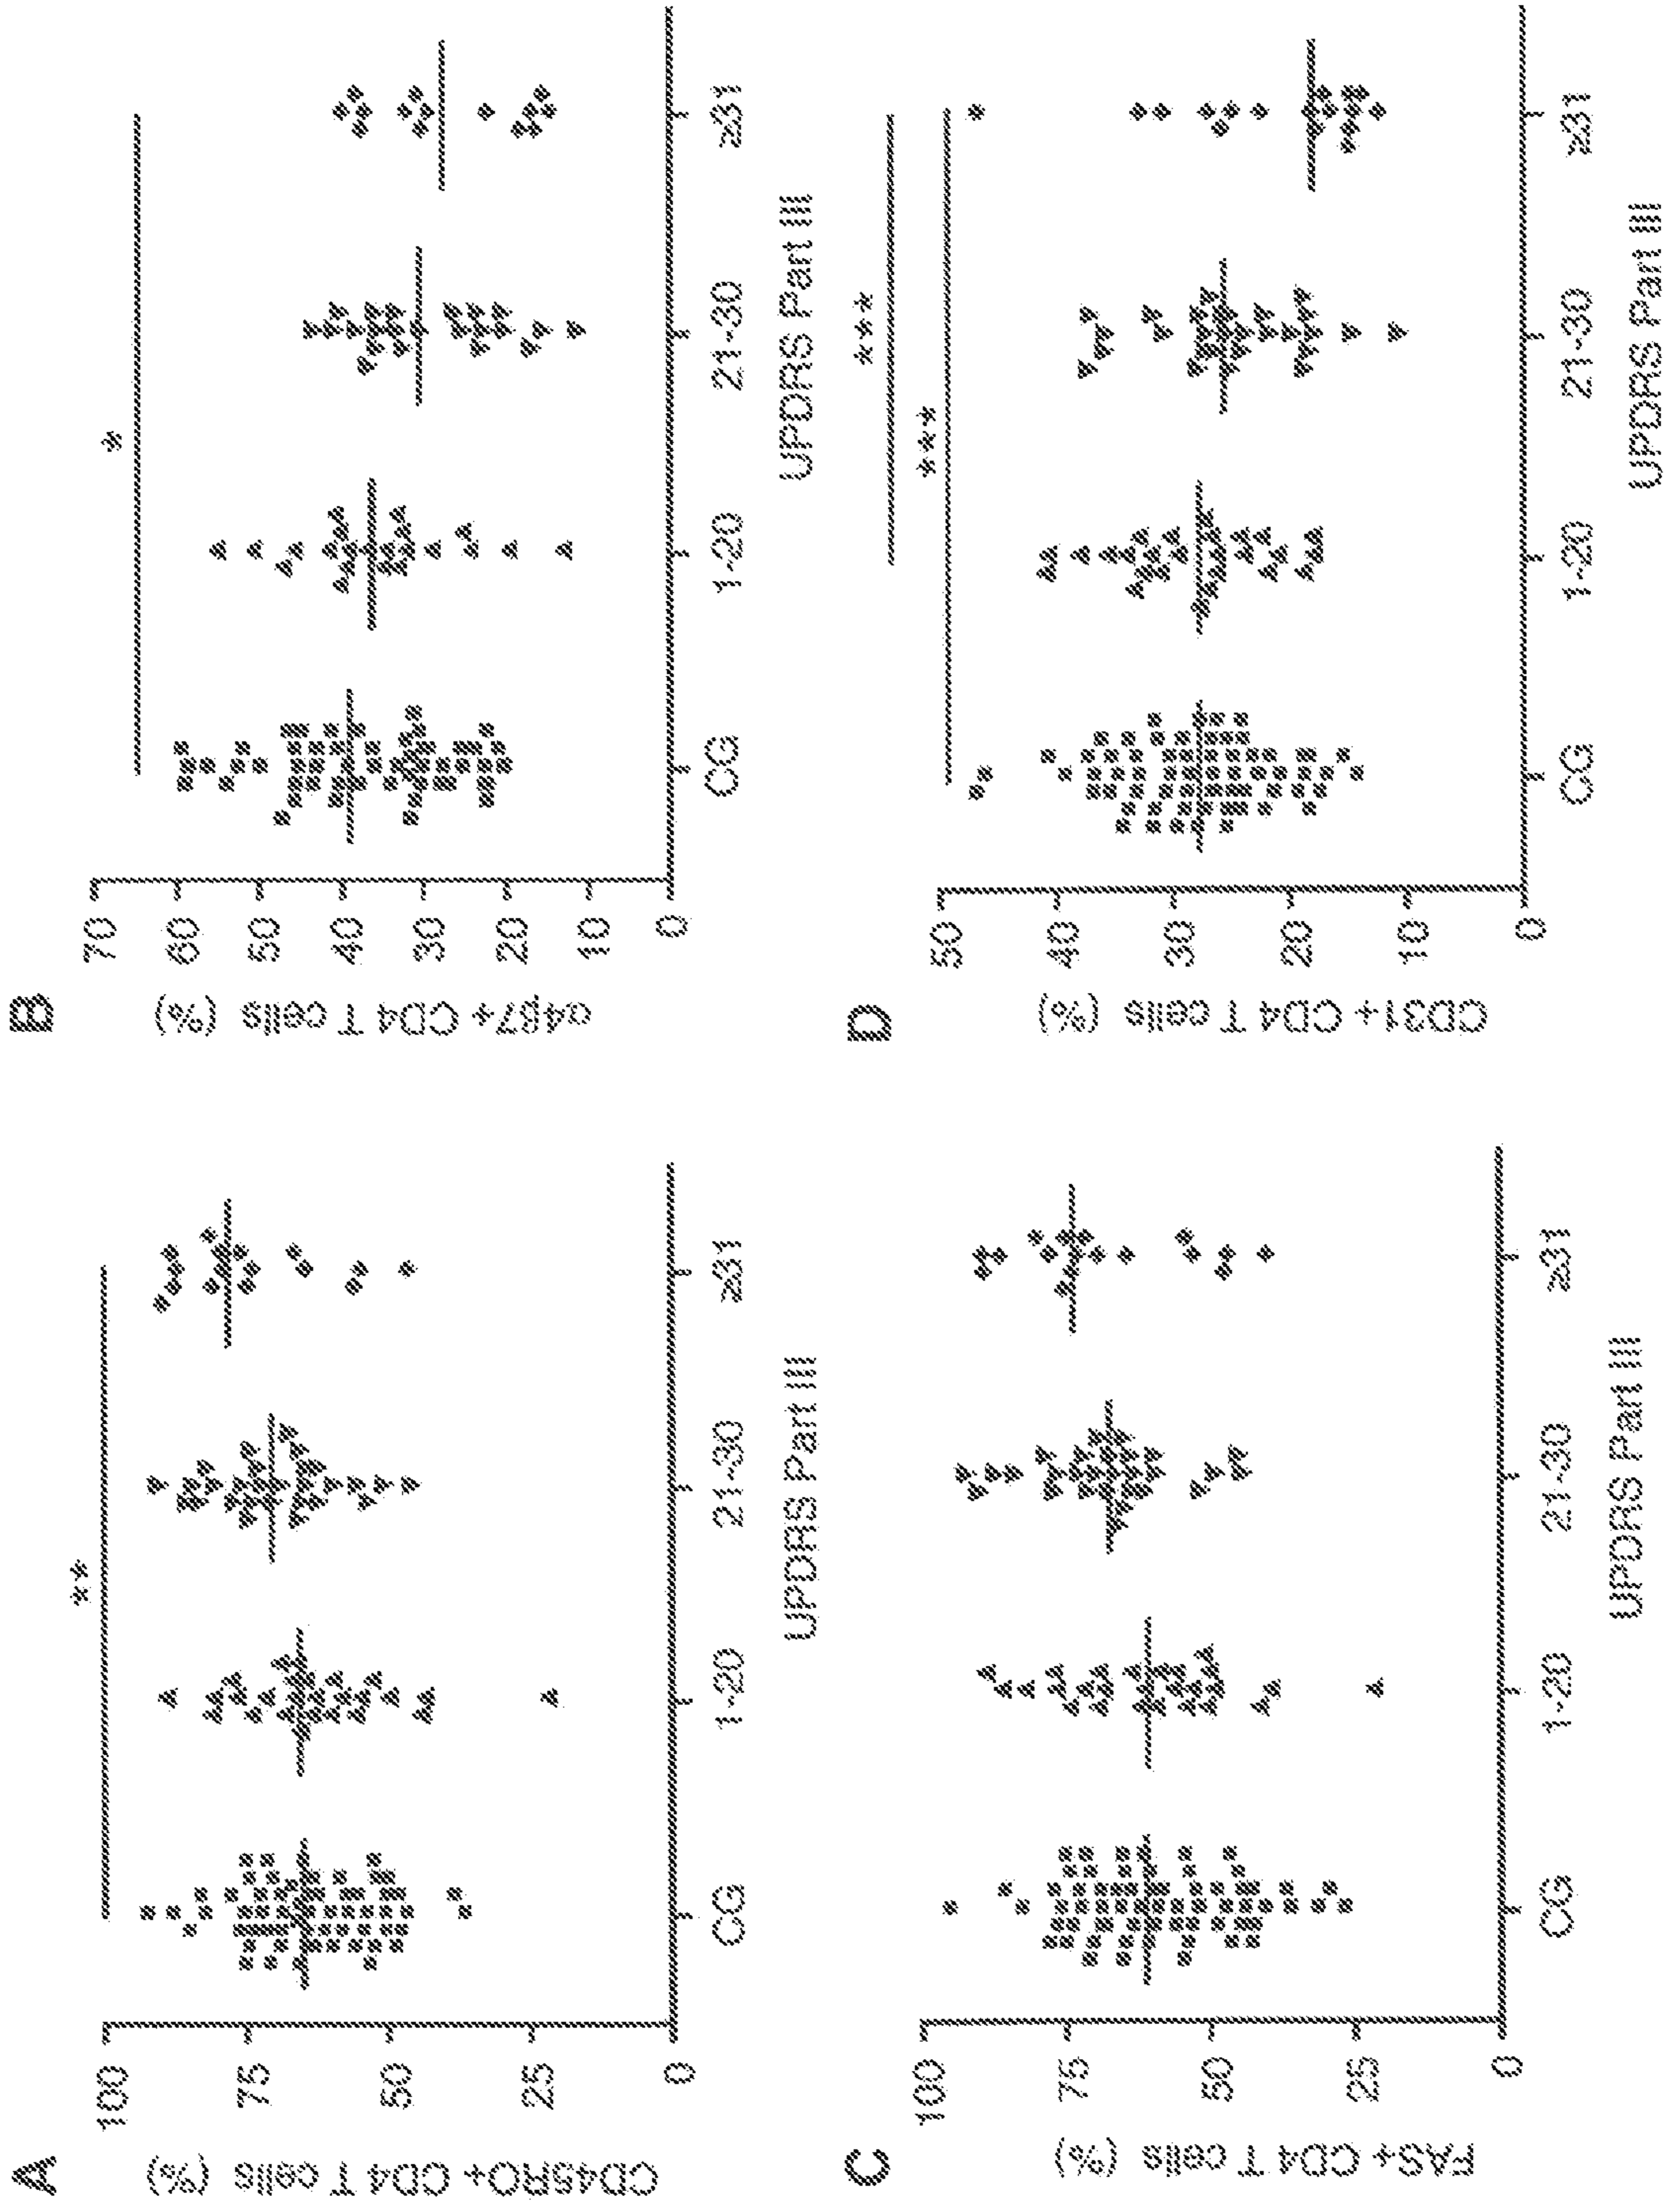 A
CD45RO+ CD4 T cells (%)
100
75
50
25
0
**
CG
1-20
21-30
≥31
UPDRS Part III
B
α4β7+ CD4 T cells (%)
70
60
50
40
30
20
10
0
*
CG
1-20
21-30
≥31
UPDRS Part III
C
FAS+ CD4 T cells (%)
100
75
50
25
0
CG
1-20
21-30
≥31
UPDRS Part III
D
CD31+ CD4 T cells (%)
50
40
30
20
10
0
***
***
CG
1-20
21-30
≥31
UPDRS Part III